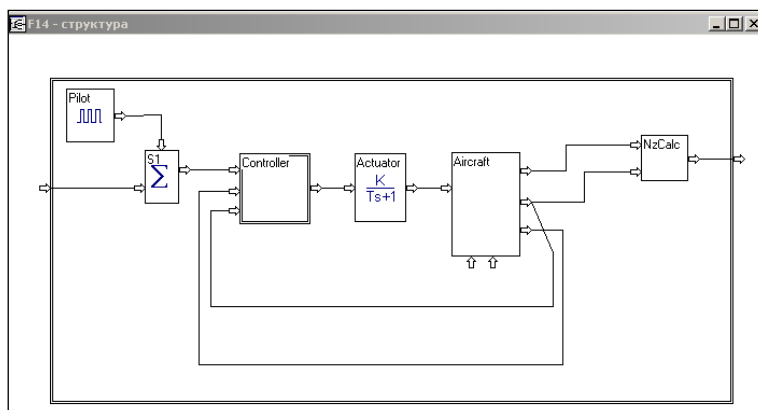 F14 - структура
Pilot
S1
Σ
Controller
Actuator
K
Ts+1
Aircraft
NzCalc